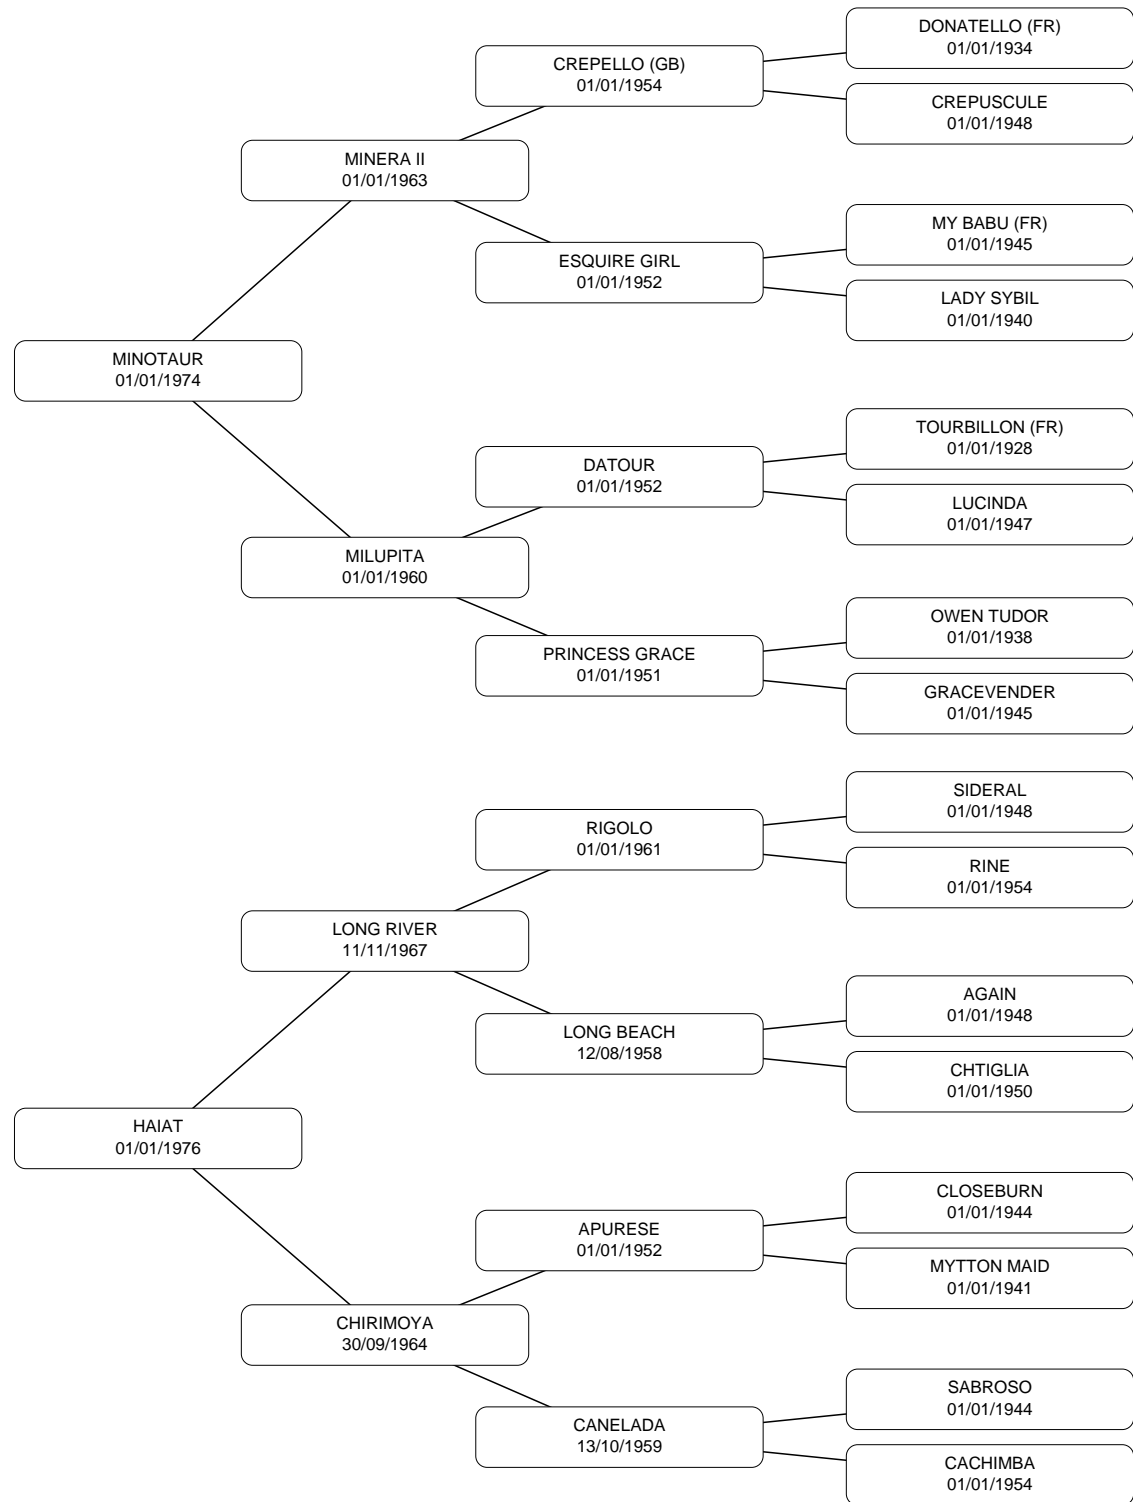 DONATELLO (FR)
01/01/1934
CREPELLO (GB)
01/01/1954
CREPUSCULE
01/01/1948
MINERA II
01/01/1963
MY BABU (FR)
01/01/1945
ESQUIRE GIRL
01/01/1952
LADY SYBIL
01/01/1940
MINOTAUR
01/01/1974
TOURBILLON (FR)
01/01/1928
DATOUR
01/01/1952
LUCINDA
01/01/1947
MILUPITA
01/01/1960
OWEN TUDOR
01/01/1938
PRINCESS GRACE
01/01/1951
GRACEVENDER
01/01/1945
SIDERAL
01/01/1948
RIGOLO
01/01/1961
RINE
01/01/1954
LONG RIVER
11/11/1967
AGAIN
01/01/1948
LONG BEACH
12/08/1958
CHTIGLIA
01/01/1950
HAIAT
01/01/1976
CLOSEBURN
01/01/1944
APURESE
01/01/1952
MYTTON MAID
01/01/1941
CHIRIMOYA
30/09/1964
SABROSO
01/01/1944
CANELADA
13/10/1959
CACHIMBA
01/01/1954